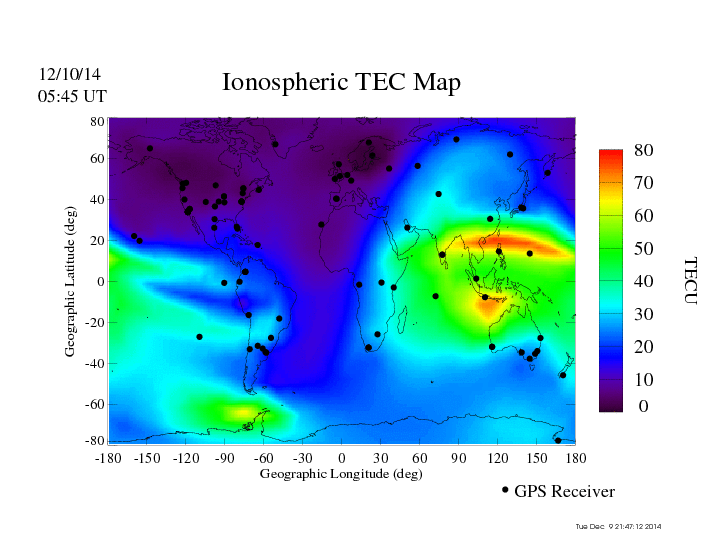 12/10/14
05:45 UT
Ionospheric TEC Map
80
60
40
20
0
-20
-40
-60
-80
Geographic Latitude (deg)
-180 -150 -120 -90 -60 -30 0 30 60 90 120 150 180
Geographic Longitude (deg)
80
70
60
50
40
30
20
10
0
TECU
GPS Receiver
Tue Dec 9 21:47:12 2014